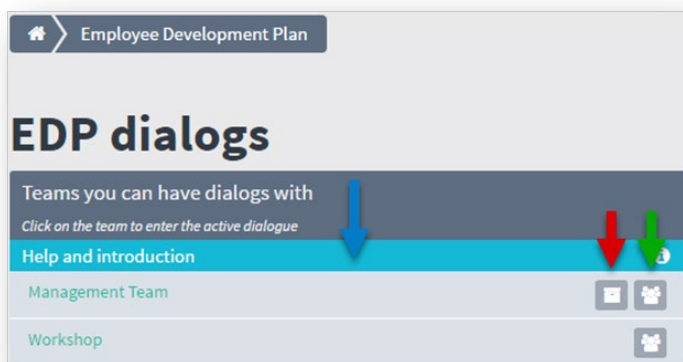 Employee Development Plan
EDP dialogs
Teams you can have dialogs with
Click on the team to enter the active dialogue
Help and introduction
Management Team
Workshop